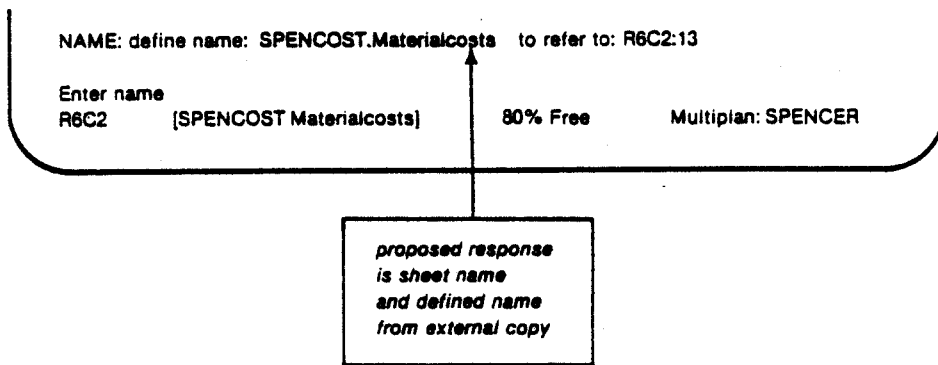 NAME: define name: SPENCOST.Materialcosts to refer to: R6C2:13
Enter name
R6C2 [SPENCOST Materialcosts] 80% Free Multiplan: SPENCER
proposed response
is sheet name
and defined name
from external copy